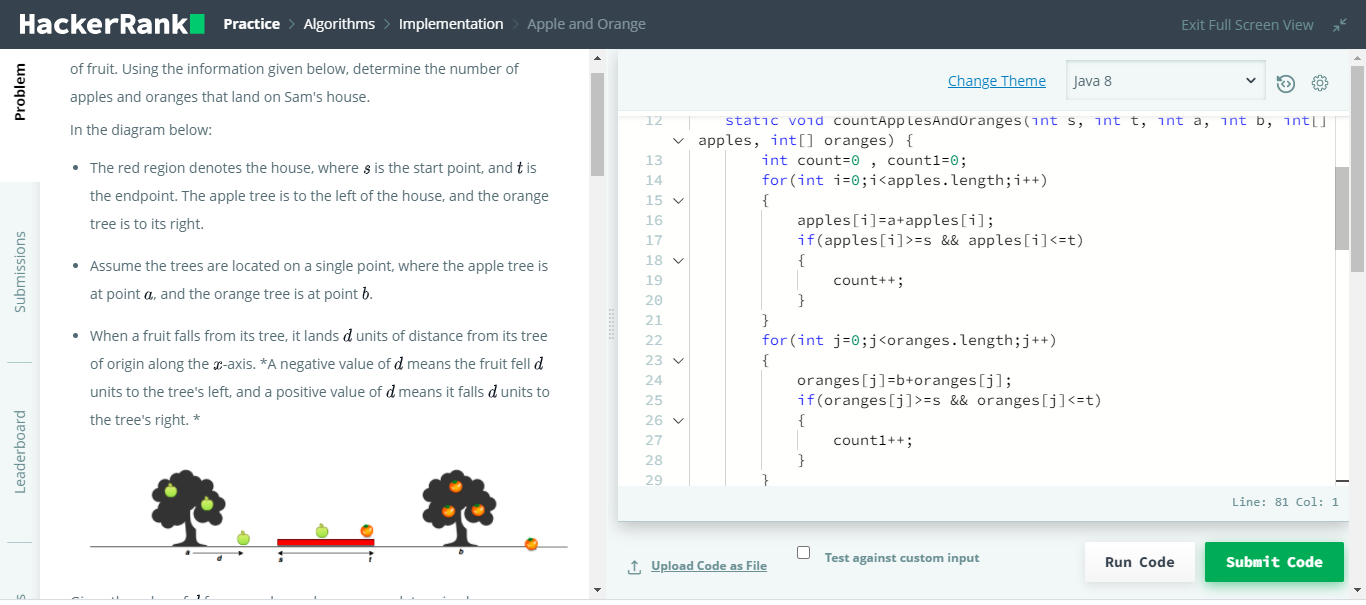 HackerRank
Practice > Algorithms > Implementation > Apple and Orange
Exit Full Screen View
Problem
Submissions
Leaderboard
of fruit. Using the information given below, determine the number of
apples and oranges that land on Sam's house.
In the diagram below:
• The red region denotes the house, where s is the start point, and t is
the endpoint. The apple tree is to the left of the house, and the orange
tree is to its right.
• Assume the trees are located on a single point, where the apple tree is
at point a, and the orange tree is at point b.
• When a fruit falls from its tree, it lands d units of distance from its tree
of origin along the x-axis. *A negative value of d means the fruit fell d
units to the tree's left, and a positive value of d means it falls d units to
the tree's right. *
a d s t b
Change Theme
Java 8
12 static void countApplesAndOranges(int s, int t, int a, int b, int[]
apples, int[] oranges) {
13 int count=0 , count1=0;
14 for(int i=0;i<apples.length;i++)
15 {
16 apples[i]=a+apples[i];
17 if(apples[i]>=s && apples[i]<=t)
18 {
19 count++;
20 }
21 }
22 for(int j=0;j<oranges.length;j++)
23 {
24 oranges[j]=b+oranges[j];
25 if(oranges[j]>=s && oranges[j]<=t)
26 {
27 count1++;
28 }
29 }
Line: 81 Col: 1
Upload Code as File
Test against custom input
Run Code
Submit Code